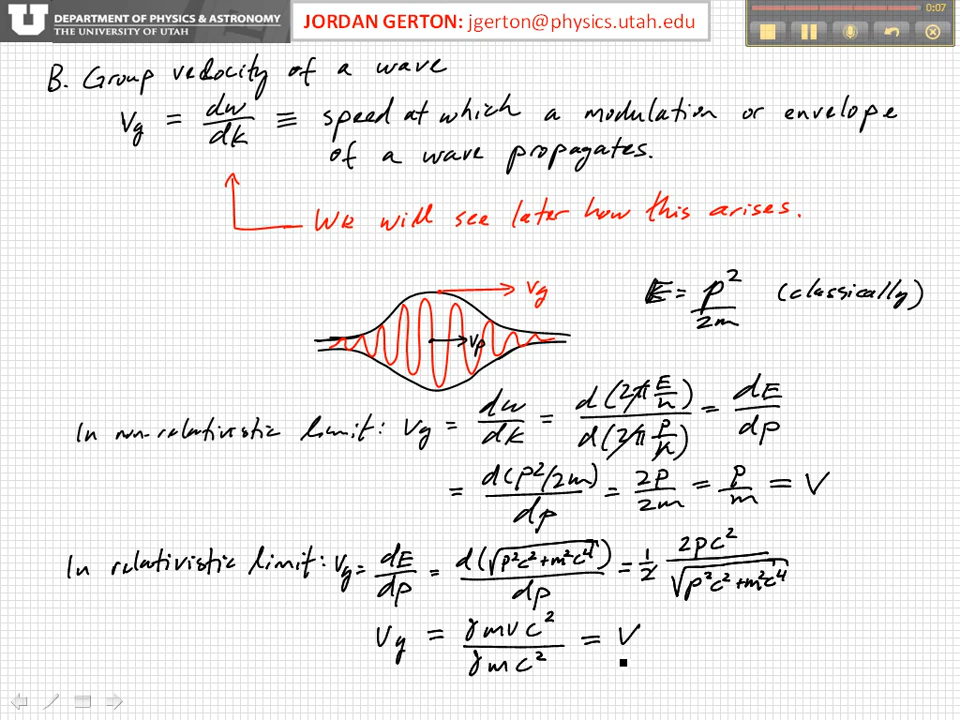 U DEPARTMENT OF PHYSICS & ASTRONOMY
THE UNIVERSITY OF UTAH
JORDAN GERTON: jgerton@physics.utah.edu
0:07
B. Group velocity of a wave
Vg = dw/dk ≡ speed at which a modulation or envelope
of a wave propagates.
We will see later how this arises.
Vg
Vp
E = p²/2m (classically)
In non-relativistic limit: Vg = dw/dk = d(2π E/h)/d(2π p/h) = dE/dp
= d(p²/2m)/dp = 2p/2m = p/m = V
In relativistic limit: Vg = dE/dp = d(√p²c²+m²c⁴)/dp = 1/2 2pc²/√p²c²+m²c⁴
Vg = γmvc²/γmc² = V